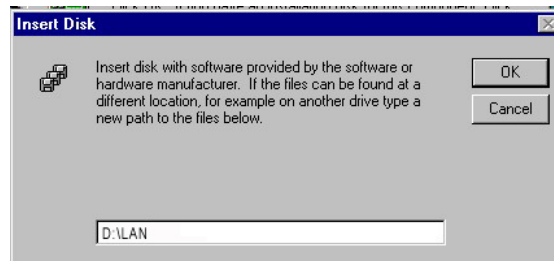 Insert Disk
Insert disk with software provided by the software or
hardware manufacturer. If the files can be found at a
different location, for example on another drive type a
new path to the files below.
OK
Cancel
D:\LAN